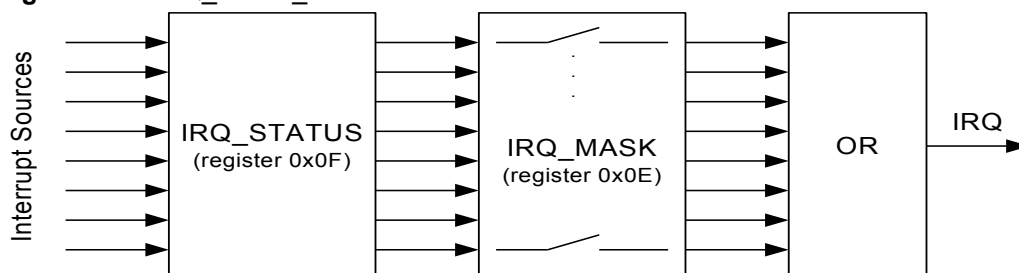 Interrupt Sources
IRQ_STATUS
(register 0x0F)
IRQ_MASK
(register 0x0E)
OR
IRQ